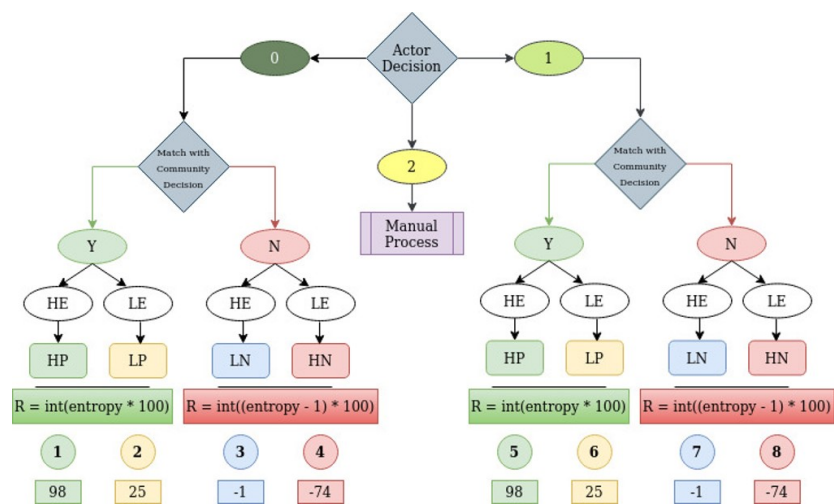 0
Actor
Decision
1
Match with
Community
Decision
2
Match with
Community
Decision
Manual
Process
Y
N
Y
N
HE
LE
HE
LE
HE
LE
HE
LE
HP
LP
LN
HN
HP
LP
LN
HN
R = int(entropy * 100)
R = int((entropy - 1) * 100)
R = int(entropy * 100)
R = int((entropy - 1) * 100)
1
2
3
4
5
6
7
8
98
25
-1
-74
98
25
-1
-74